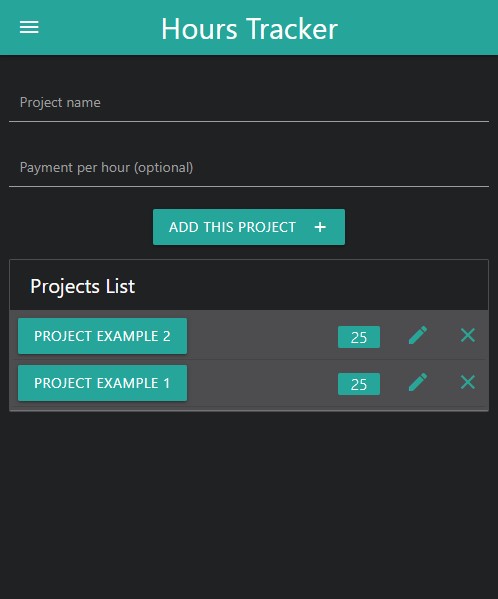 Hours Tracker
Project name
Payment per hour (optional)
ADD THIS PROJECT +
Projects List
PROJECT EXAMPLE 2 25
PROJECT EXAMPLE 1 25